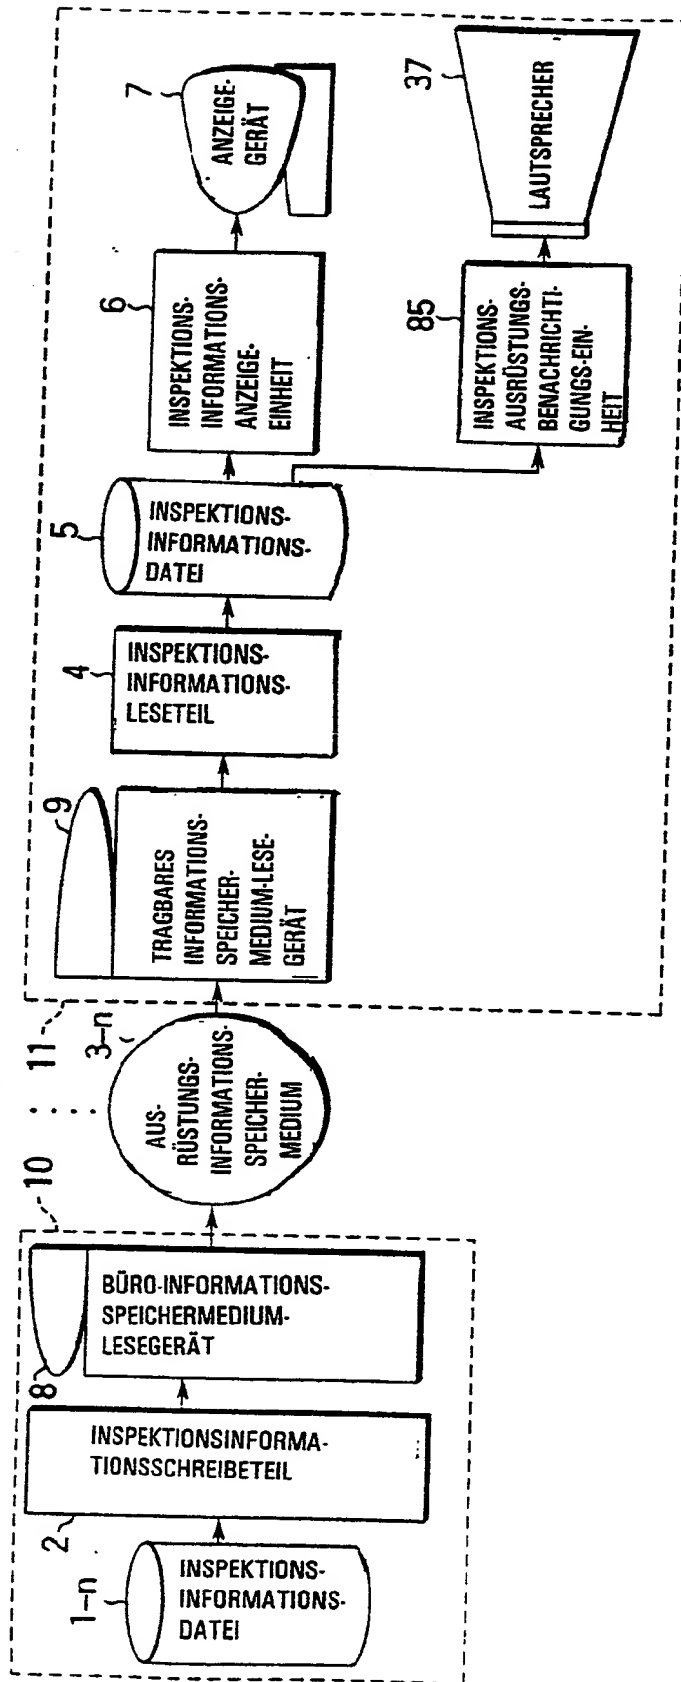 1-n
INSPEKTIONS-
INFORMATIONS-
DATEI
2
INSPEKTIONSINFORMA-
TIONSSCHREIBETEIL
8
BÜRO-INFORMATIONS-
SPEICHERMEDIUM-
LESEGERÄT
10
3-n
AUS-
RÜSTUNGS-
INFORMATIONS-
SPEICHER-
MEDIUM
11
9
TRAGBARES
INFORMATIONS-
SPEICHER-
MEDIUM-LESE-
GERÄT
4
INSPEKTIONS-
INFORMATIONS-
LESETEIL
5
INSPEKTIONS-
INFORMATIONS-
DATEI
6
INSPEKTIONS-
INFORMATIONS-
ANZEIGE-
EINHEIT
7
ANZEIGE-
GERÄT
85
INSPEKTIONS-
AUSRÜSTUNGS-
BENACHRICHTI-
GUNGS-EIN-
HEIT
37
LAUTSPRECHER